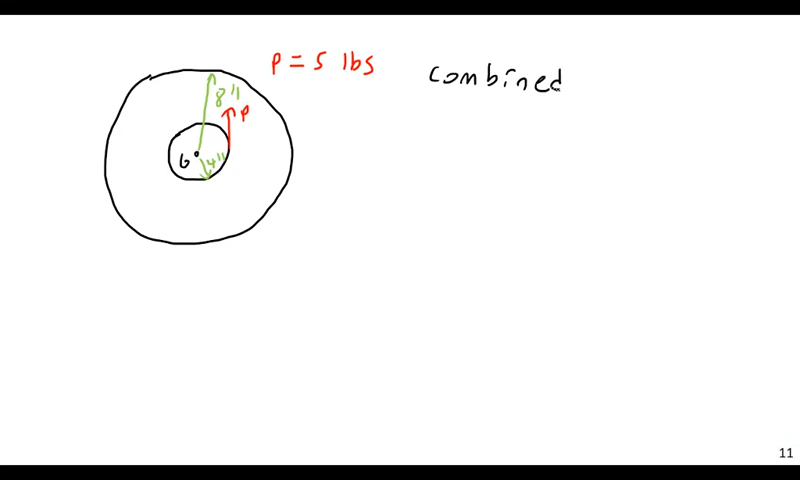 P = 5 lbs
combined
8"
P
G
4"
11